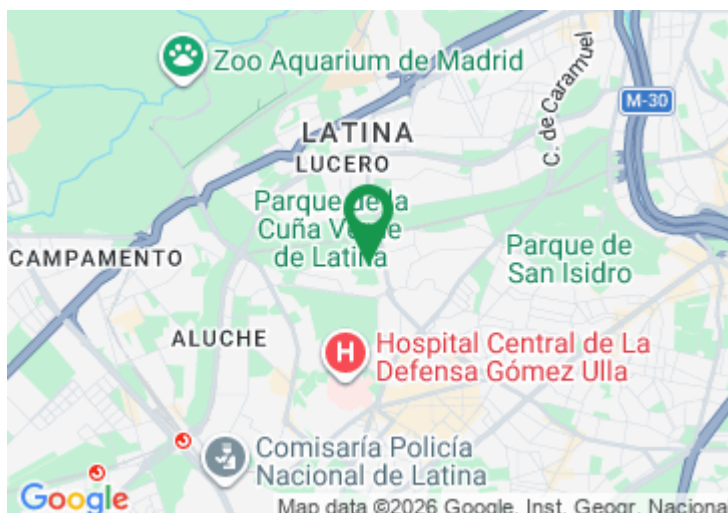 Zoo Aquarium de Madrid
C. de Caramuel
M-30
LATINA
LUCERO
Parque de la
Cuña Verde
de Latina
Parque de
San Isidro
CAMPAMENTO
ALUCHE
H
Hospital Central de La
Defensa Gómez Ulla
Comisaría Policía
Nacional de Latina
Google
Map data ©2026 Google, Inst. Geogr. Naciona